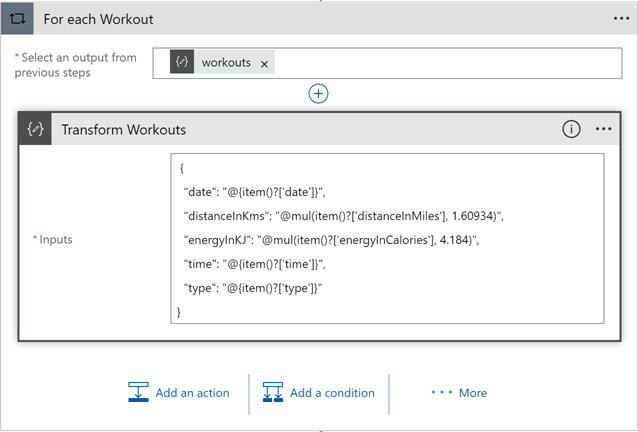 For each Workout
*Select an output from
previous steps
workouts ×
Transform Workouts
*Inputs
{
"date": "@{item()?['date']}",
"distanceInKms": "@mul(item()?['distanceInMiles'], 1.60934)",
"energyInKJ": "@mul(item()?['energyInCalories'], 4.184)",
"time": "@{item()?['time']}",
"type": "@{item()?['type']}"
}
Add an action
Add a condition
More